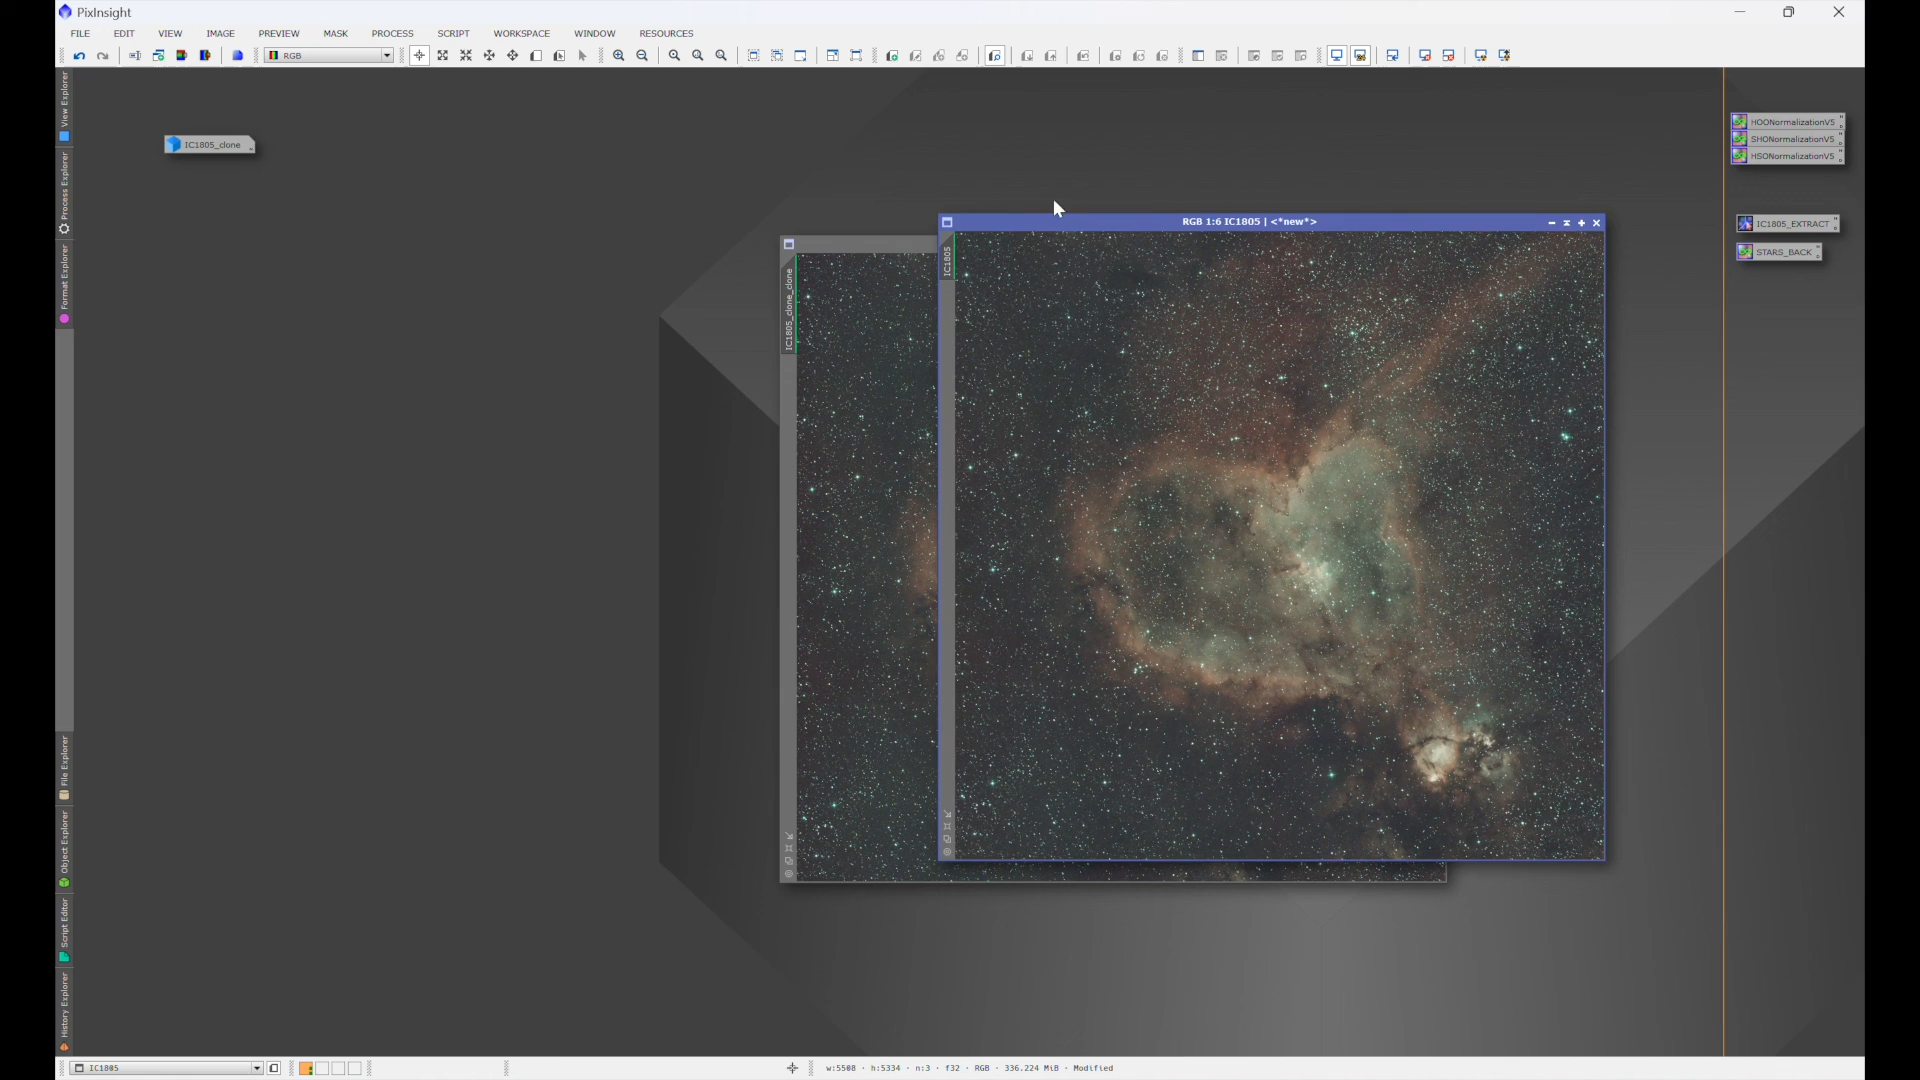 PixInsight
FILE EDIT VIEW IMAGE PREVIEW MASK PROCESS SCRIPT WORKSPACE WINDOW RESOURCES
RGB
View Explorer
Process Explorer
Format Explorer
File Explorer
Object Explorer
Script Editor
History Explorer
IC1805_clone
IC1805_clone_clone
RGB 1:6 IC1805 | <*new*>
IC1805
HOONormalizationV5
SHONormalizationV5
HSONormalizationV5
IC1805_EXTRACT
STARS_BACK
IC1805
w:5508 · h:5334 · n:3 · f32 · RGB · 336.224 MiB · Modified